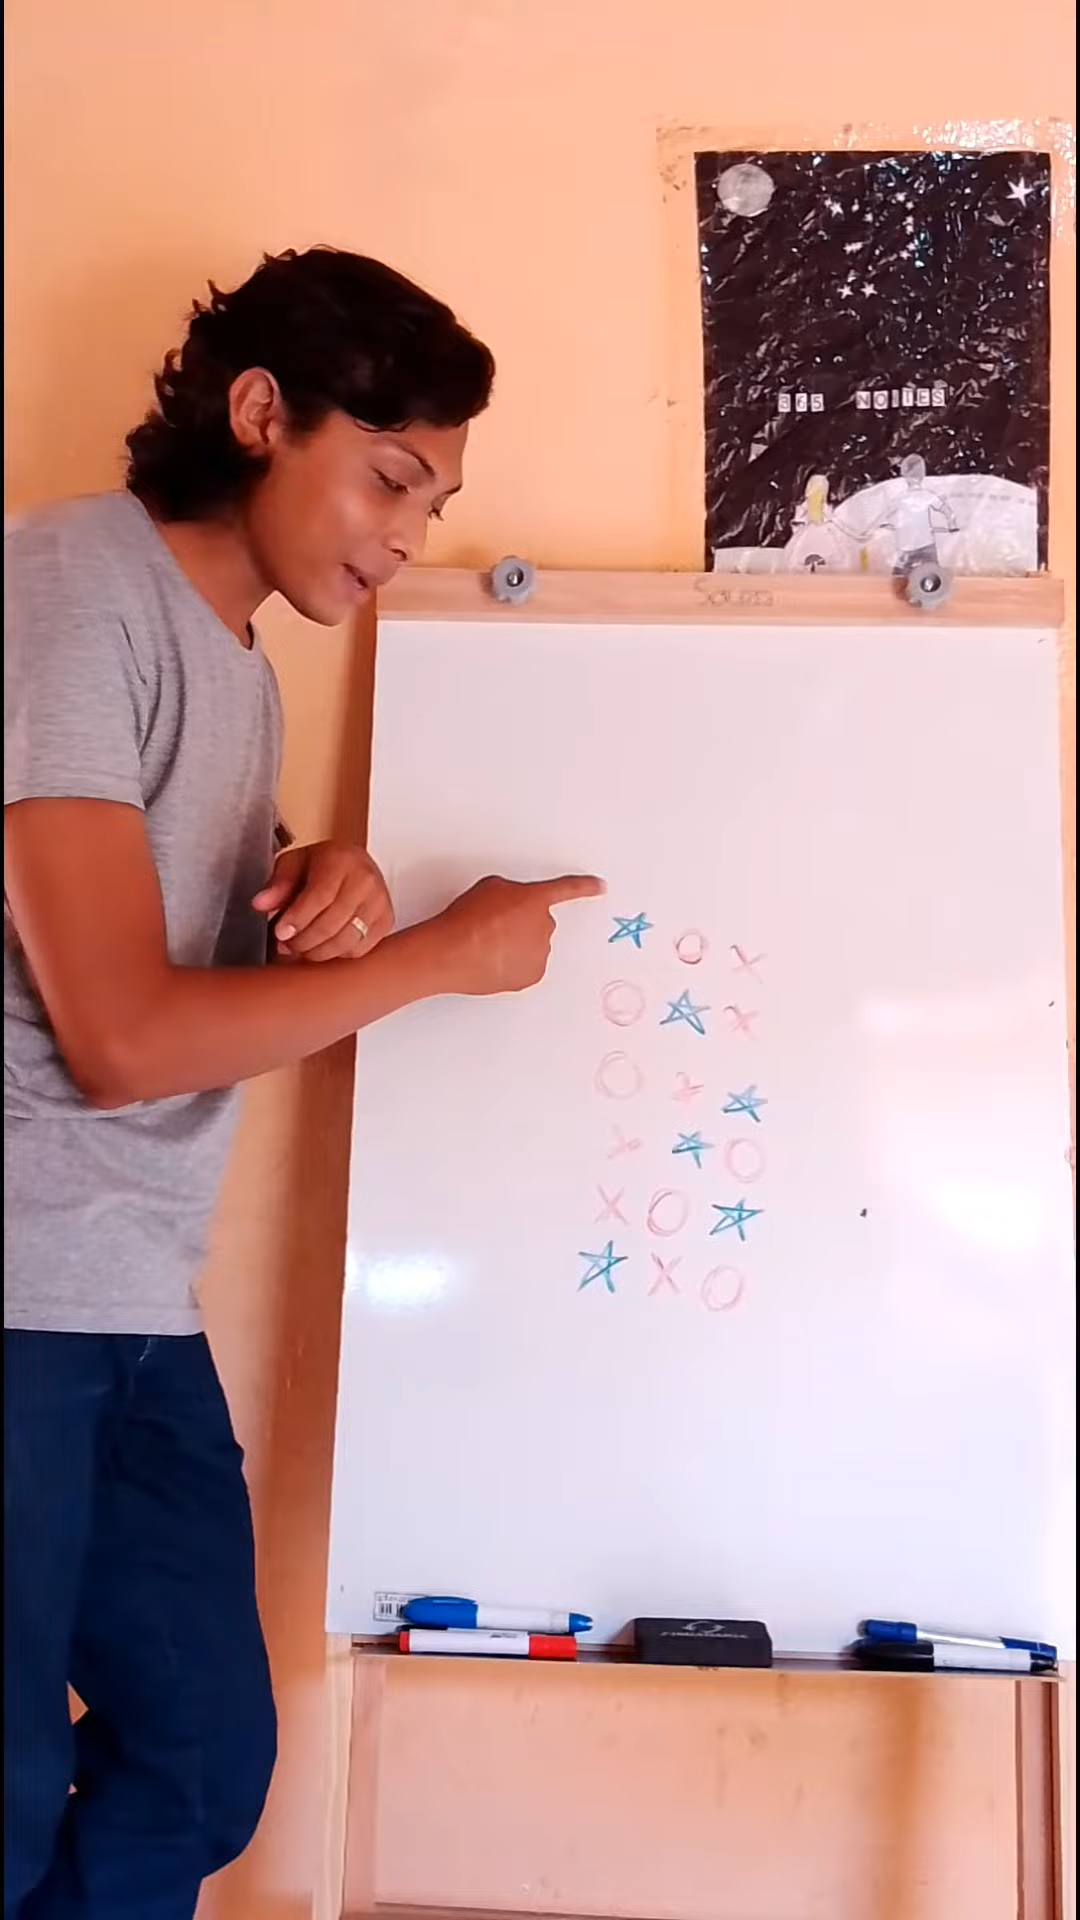 365 NOITES
☆ O X
O ☆ X
O X ☆
X ☆ O
X O ☆
☆ X O